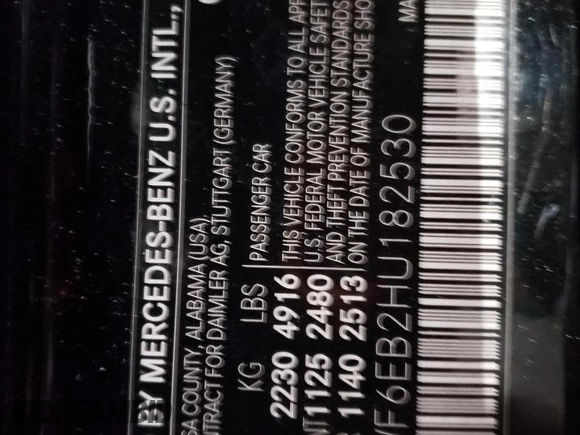 BY MERCEDES-BENZ U.S. INTL.,
SA COUNTY, ALABAMA (USA)
NTRACT FOR DAIMLER AG, STUTTGART (GERMANY)
KG LBS PASSENGER CAR
2230 4916 THIS VEHICLE CONFORMS TO ALL APP
1125 2480 U.S. FEDERAL MOTOR VEHICLE SAFET
1140 2513 AND THEFT PREVENTION STANDARDS
ON THE DATE OF MANUFACTURE SHO
F6EB2HU182530
MA